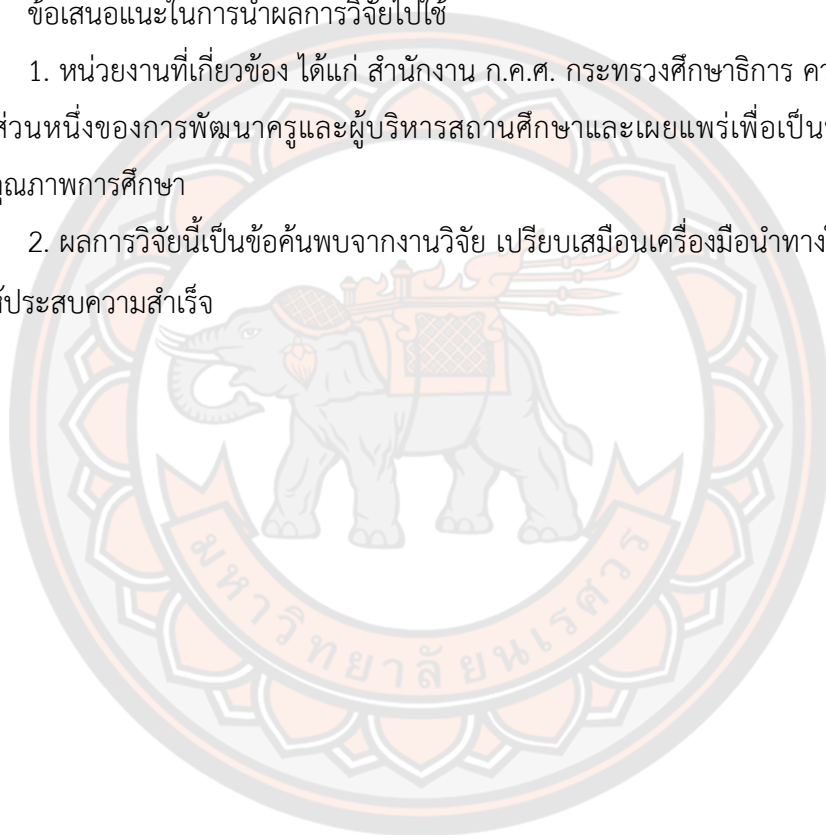 ข้อเสนอแนะในการนำผลการวิจัยไปใช้
1. หน่วยงานที่เกี่ยวข้อง ได้แก่ สำนักงาน ก.ค.ศ. กระทรวงศึกษาธิการ
ส่วนหนึ่งของการพัฒนาครูและผู้บริหารสถานศึกษาและเผยแพร่เพื่อเป็น
คุณภาพการศึกษา
2. ผลการวิจัยนี้เป็นข้อค้นพบจากงานวิจัย เปรียบเสมือนเครื่องมือนำทาง
ให้ประสบความสำเร็จ
มหาวิทยาลัยนเรศวร